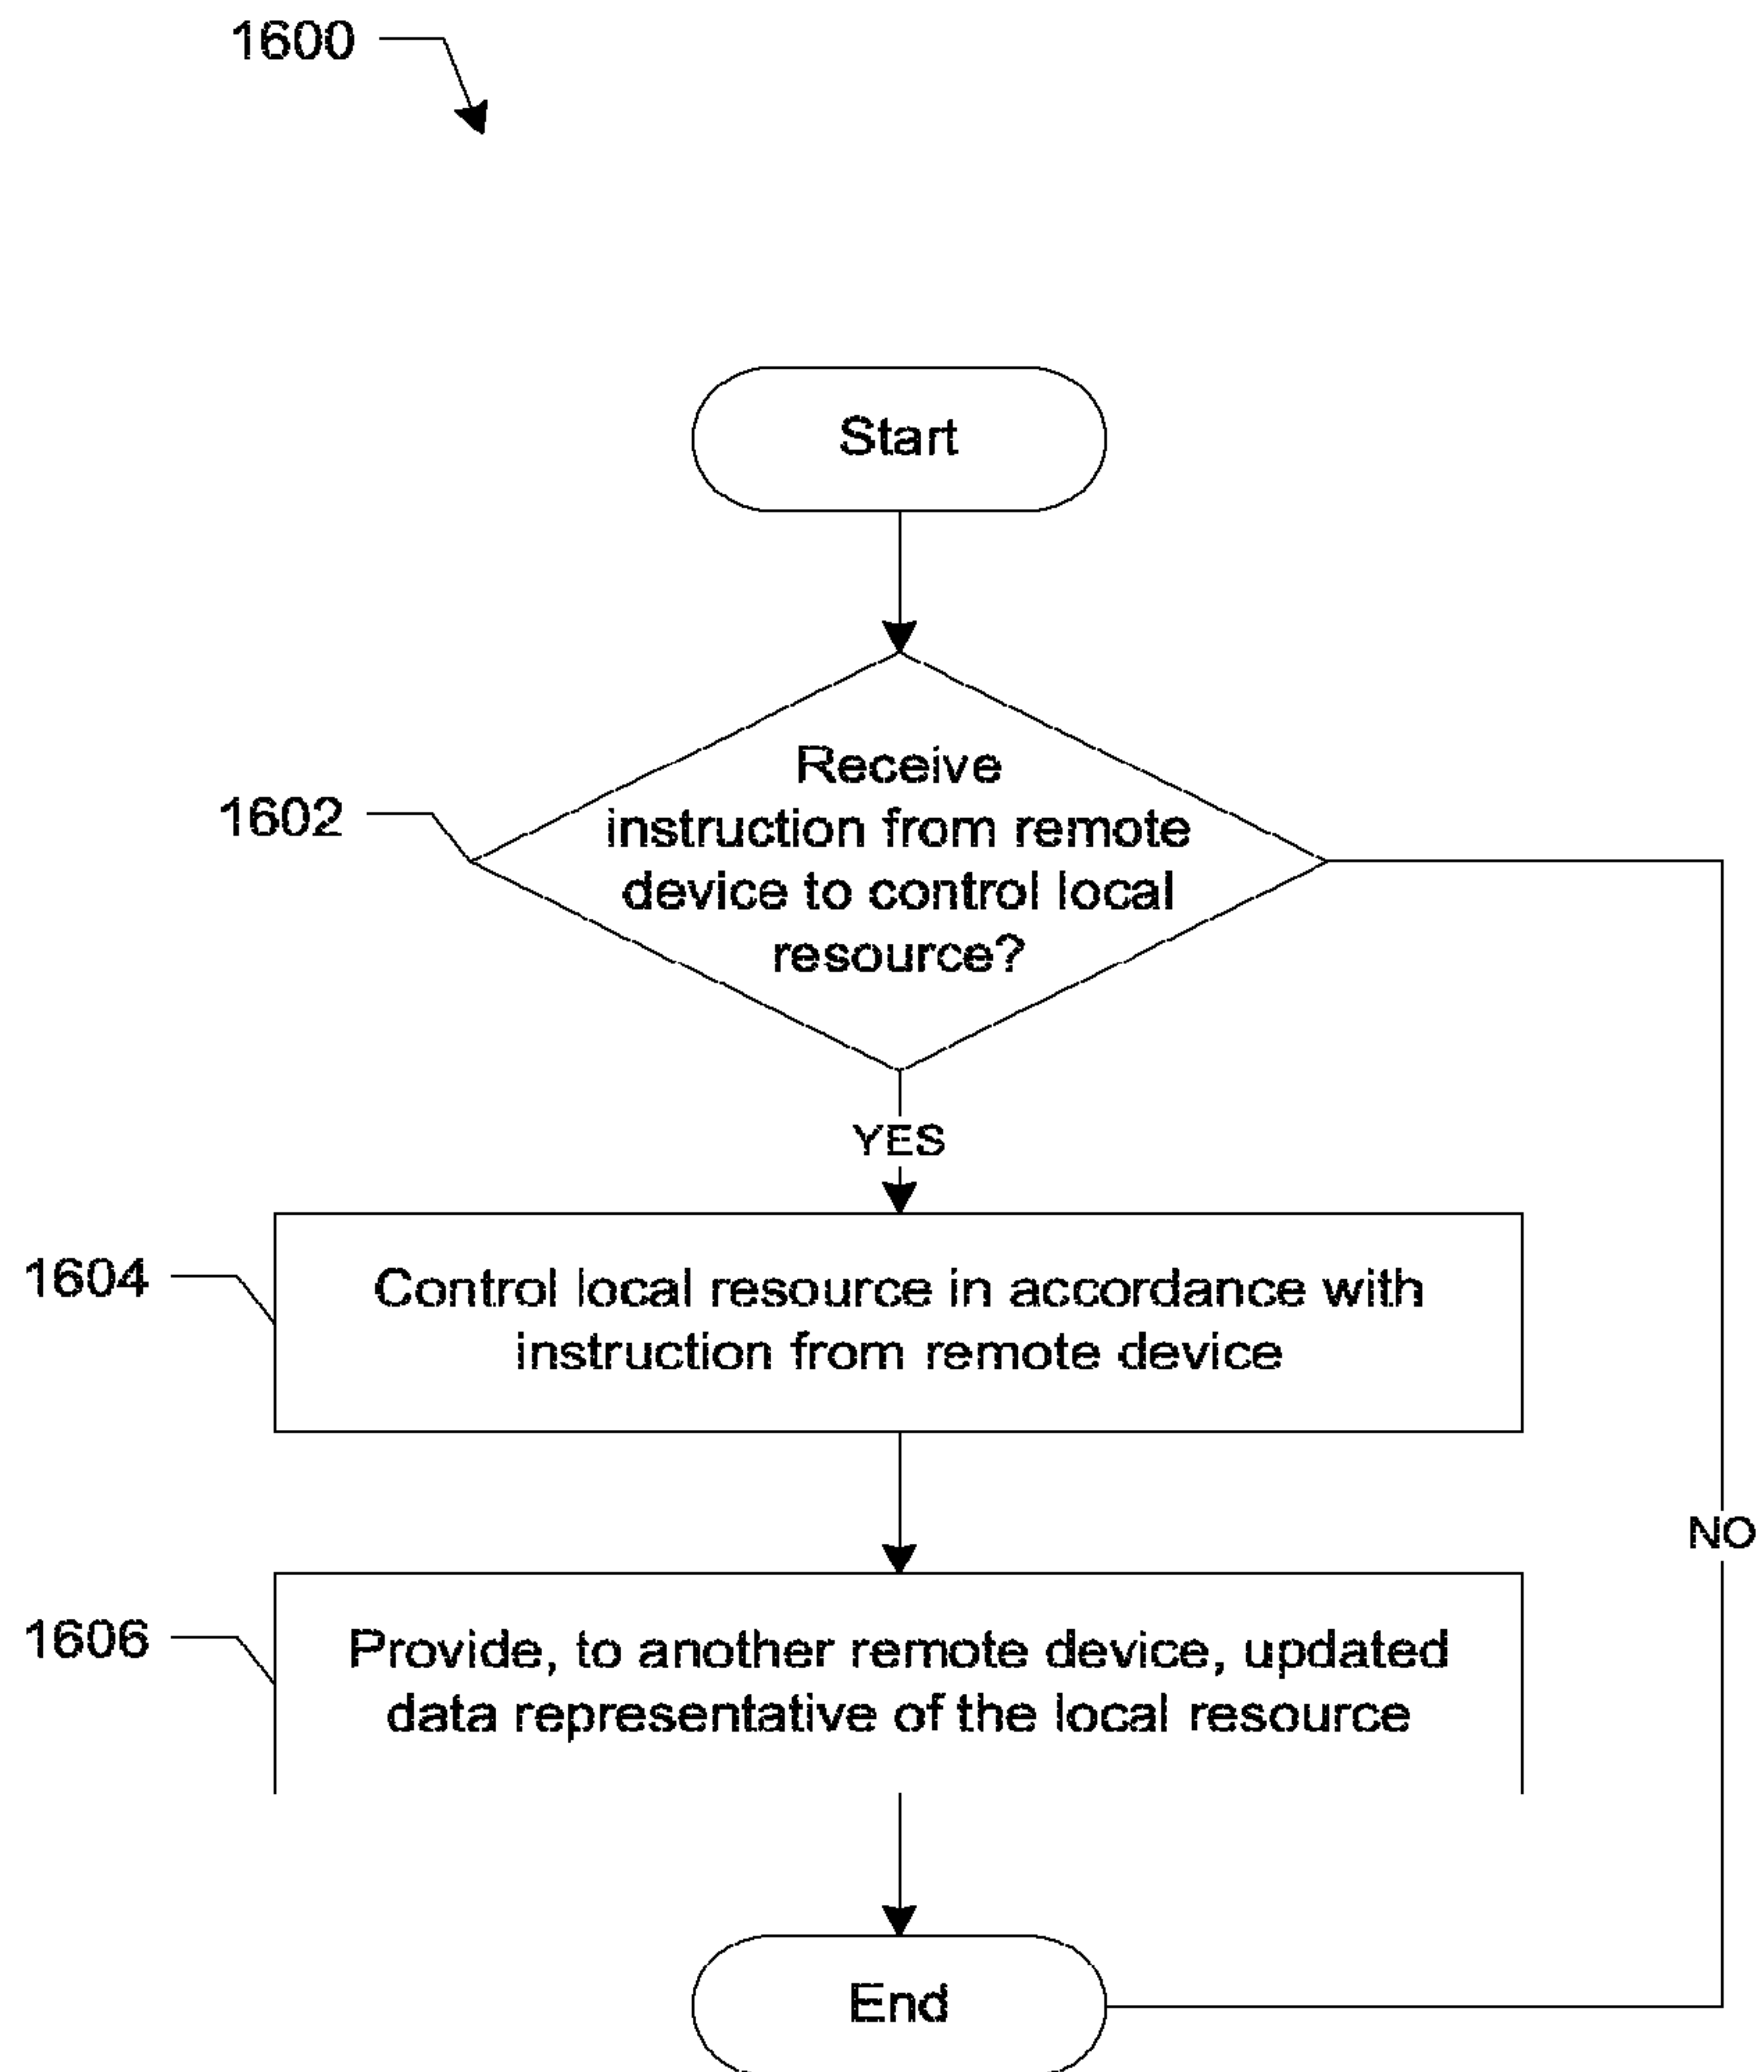 1600
Start
1602
Receive
instruction from remote
device to control local
resource?
YES
1604
Control local resource in accordance with
instruction from remote device
NO
1606
Provide, to another remote device, updated
data representative of the local resource
End